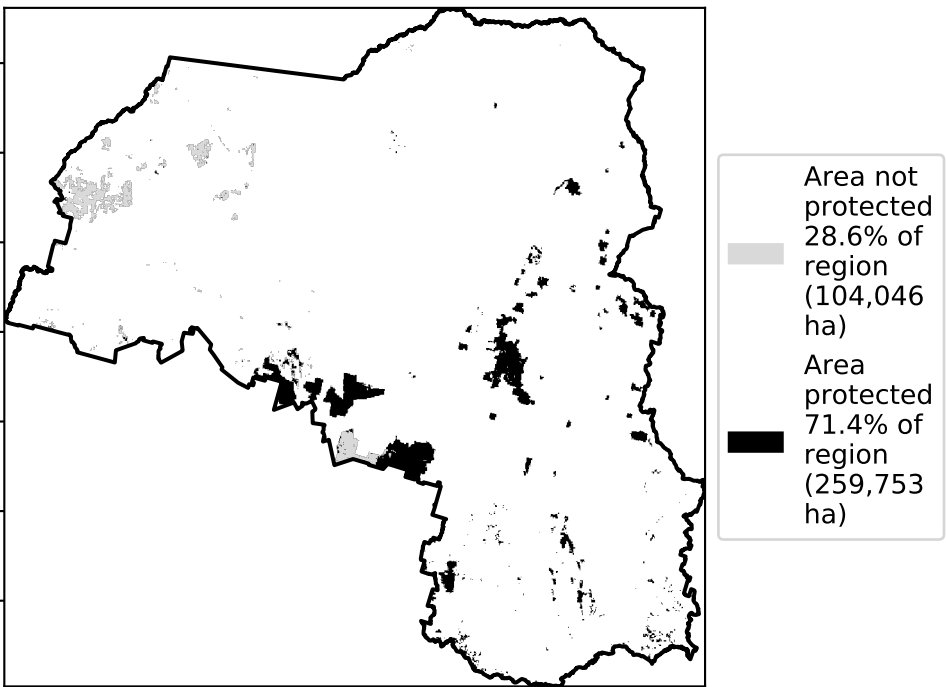 Area not
protected
28.6% of
region
(104,046
ha)
Area
protected
71.4% of
region
(259,753
ha)